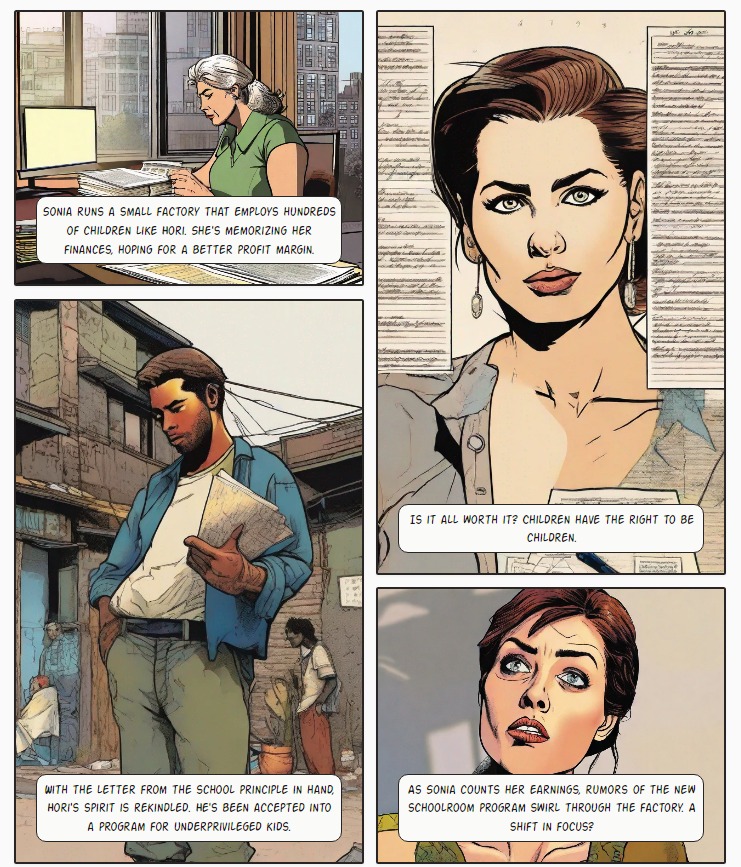 SONIA RUNS A SMALL FACTORY THAT EMPLOYS HUNDREDS
OF CHILDREN LIKE HORI. SHE'S MEMORIZING HER
FINANCES, HOPING FOR A BETTER PROFIT MARGIN.
IS IT ALL WORTH IT? CHILDREN HAVE THE RIGHT TO BE
CHILDREN.
WITH THE LETTER FROM THE SCHOOL PRINCIPLE IN HAND,
HORI'S SPIRIT IS REKINDLED. HE'S BEEN ACCEPTED INTO
A PROGRAM FOR UNDERPRIVILEGED KIDS.
AS SONIA COUNTS HER EARNINGS, RUMORS OF THE NEW
SCHOOLROOM PROGRAM SWIRL THROUGH THE FACTORY. A
SHIFT IN FOCUS?